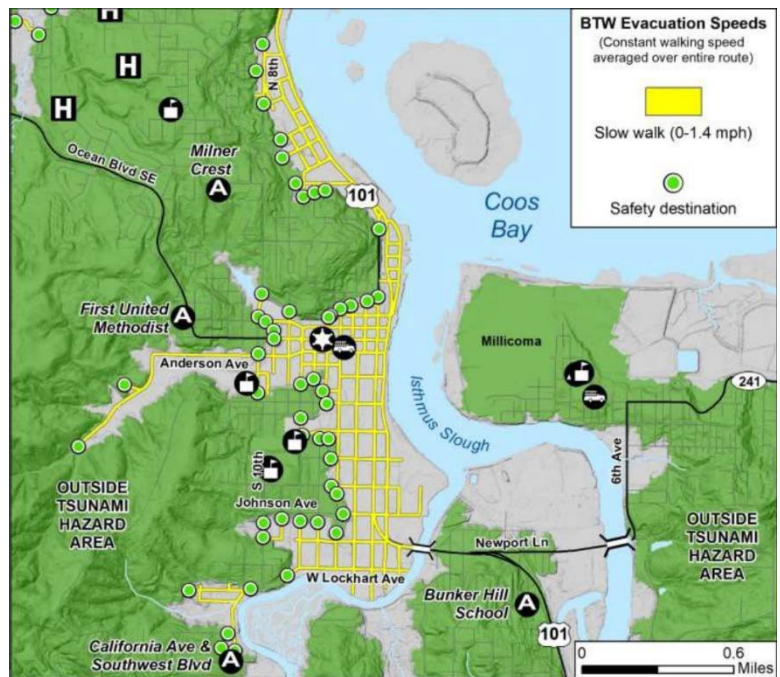 BTW Evacuation Speeds
(Constant walking speed
averaged over entire route)
Slow walk (0-1.4 mph)
Safety destination
H
H
H
N 8th
Ocean Blvd SE
Milner
Crest
A
101
Coos
Bay
First United
Methodist
A
Millicoma
Anderson Ave
241
Isthmus Slough
6th Ave
S 10th
OUTSIDE
TSUNAMI
HAZARD
AREA
Johnson Ave
OUTSIDE
TSUNAMI
HAZARD
AREA
Newport Ln
W Lockhart Ave
Bunker Hill
School
A
101
California Ave &
Southwest Blvd
A
0 0.6
Miles